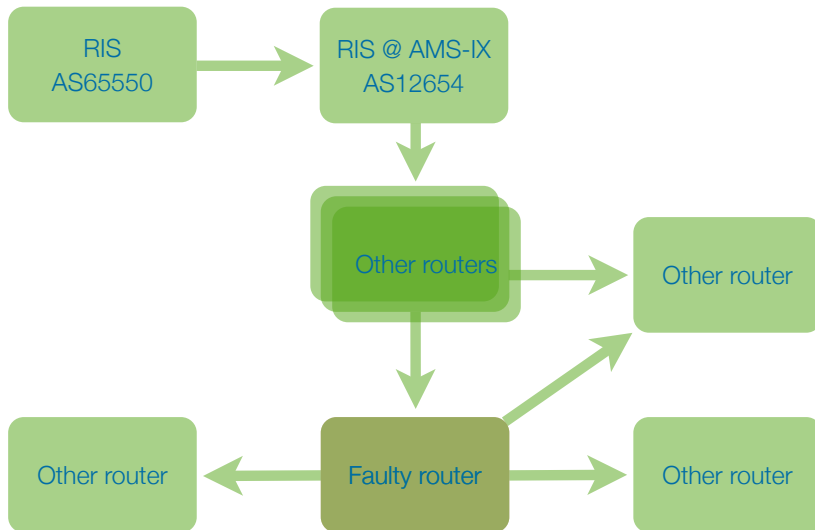 RIS
AS65550
RIS @ AMS-IX
AS12654
Other routers
Other router
Other router
Faulty router
Other router